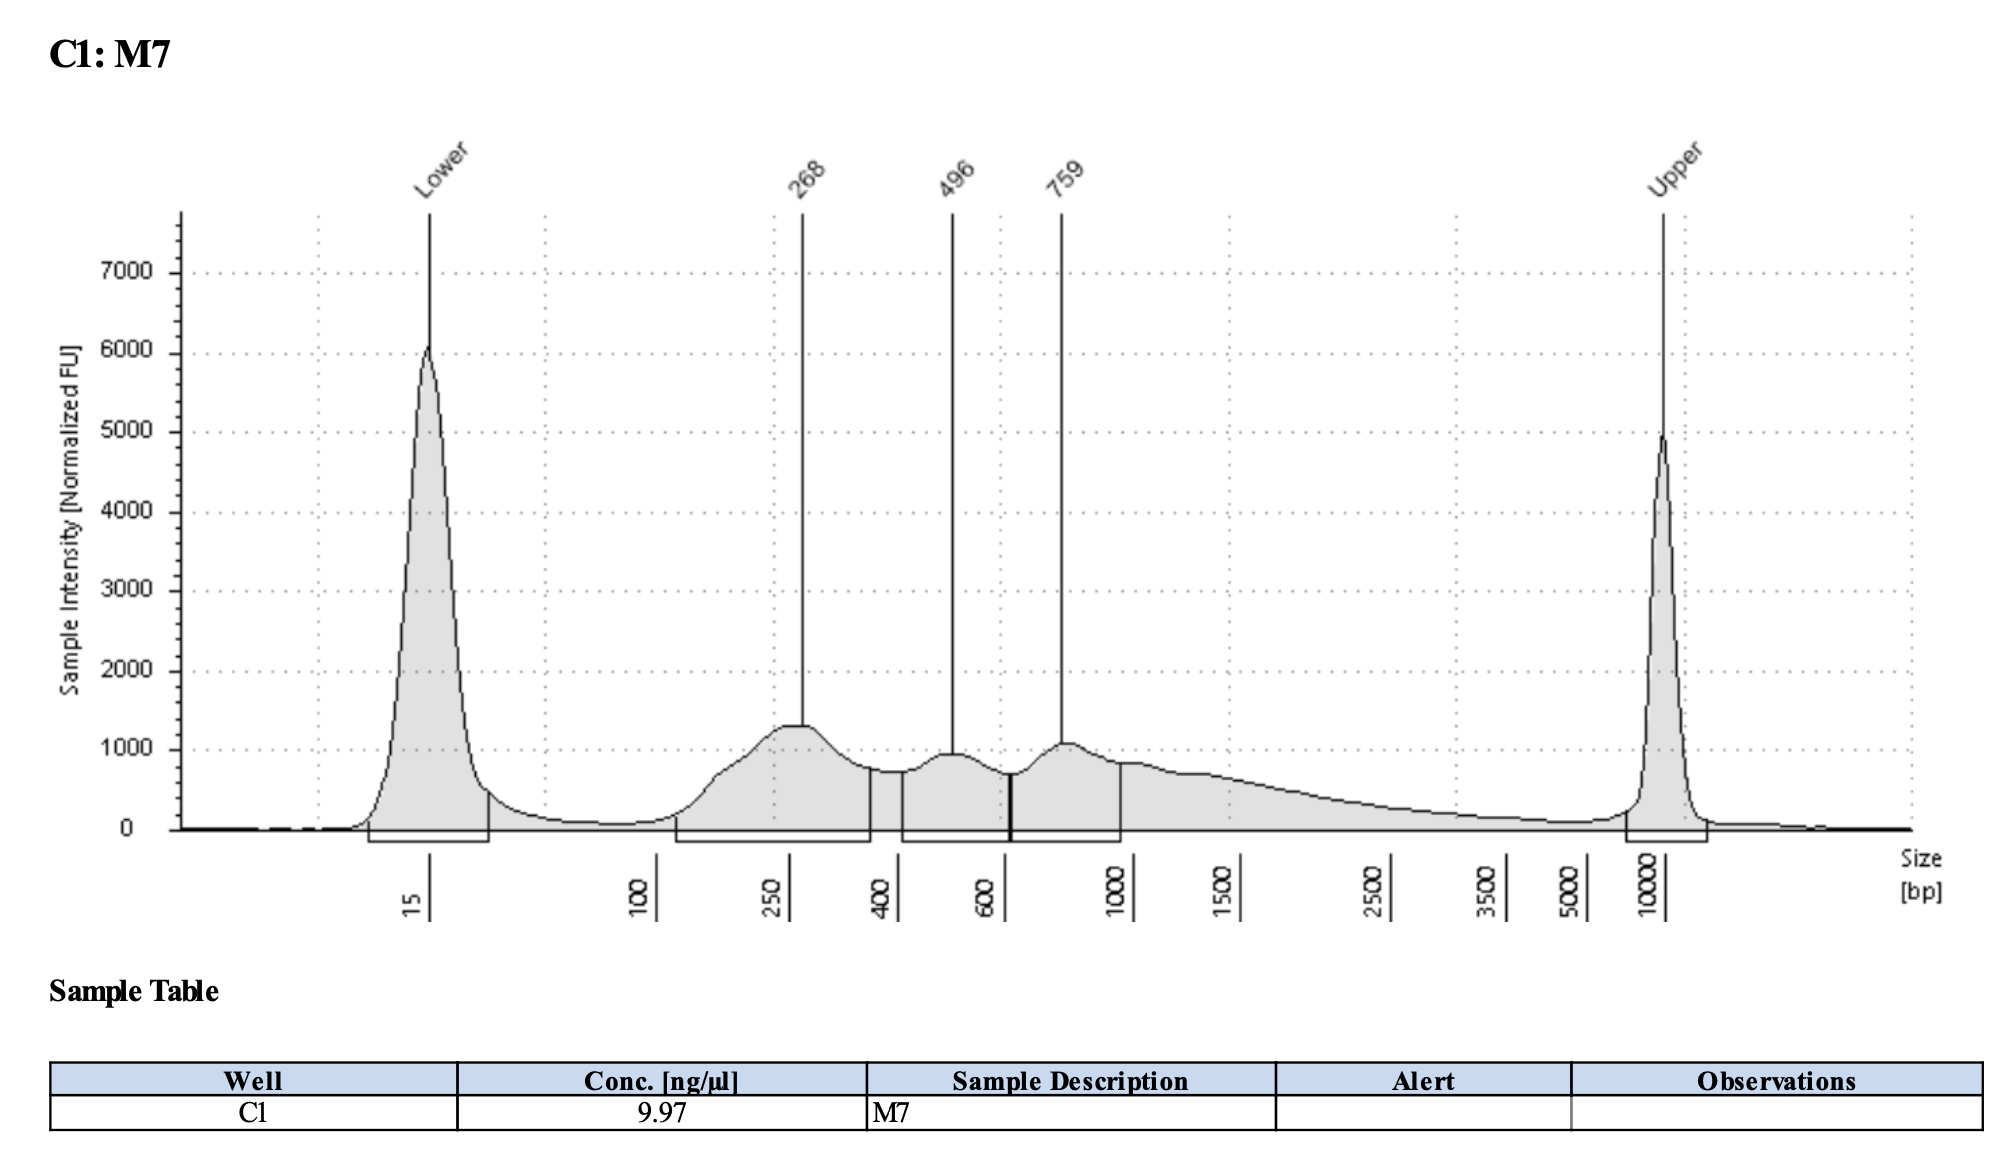 C1: M7
Lower 268 496 759 Upper
Sample Intensity [Normalized FU]
7000
6000
5000
4000
3000
2000
1000
0
15 100 250 400 600 1000 1500 2500 3500 5000 10000
Size
[bp]
Sample Table
Well Conc. [ng/µl] Sample Description Alert Observations
C1 9.97 M7